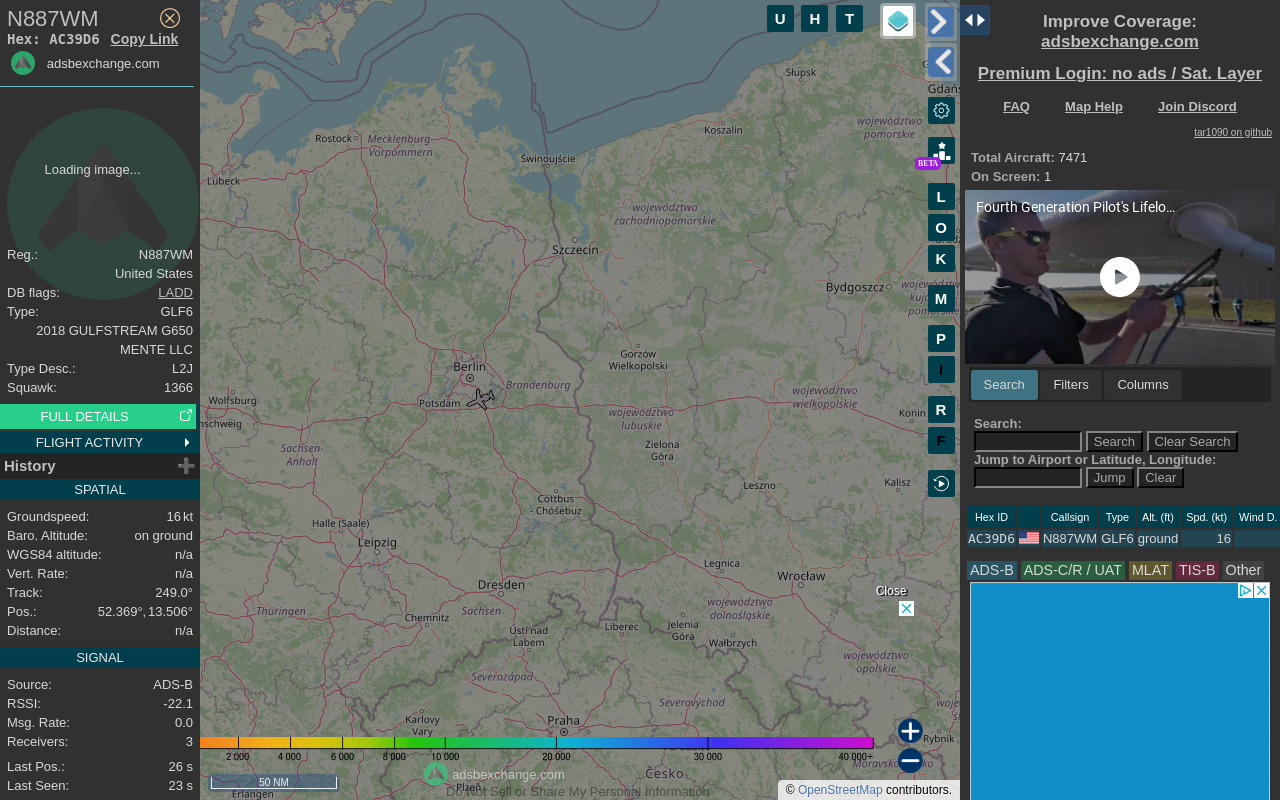 N887WM
Hex: AC39D6 Copy Link
adsbexchange.com
Loading image...
Reg.: N887WM
United States
DB flags: LADD
Type: GLF6
2018 GULFSTREAM G650
MENTE LLC
Type Desc.: L2J
Squawk: 1366
FULL DETAILS
FLIGHT ACTIVITY
History
SPATIAL
Groundspeed: 16 kt
Baro. Altitude: on ground
WGS84 altitude: n/a
Vert. Rate: n/a
Track: 249.0°
Pos.: 52.369°, 13.506°
Distance: n/a
SIGNAL
Source: ADS-B
RSSI: -22.1
Msg. Rate: 0.0
Receivers: 3
Last Pos.: 26 s
Last Seen: 23 s
U H T
Słupsk
Gdańs
województwo
pomorskie
Koszalin
Rostock
Mecklenburg-
Vorpommern
Świnoujście
BETA
Lübeck
L
województwo
zachodniopomorskie
O
Szczecin
K
Bydgoszcz
województwo
M
P
Gorzów
Wielkopolski
Berlin
I
Brandenburg
województwo
wielkopolskie
Wolfsburg
Potsdam
województwo
lubuskie
Konin
R
nschweig
F
Sachsen-
Anhalt
Zielona
Góra
Leszno
Kalisz
Cottbus
- Chóśebuz
Halle (Saale)
Leipzig
Legnica
Wrocław
Dresden
Close
Thüringen
Sachsen
Chemnitz
województwo
dolnośląskie
Ústí nad
Labem
Liberec
Jelenia
Góra
Wałbrzych
województwo
opolskie
Severozápad
Severovýchod
Karlovy
Vary
Praha
Rybnik
2 000 4 000 6 000 8 000 10 000 20 000 30 000 40 000+
Moravskoslezsko
adsbexchange.com
Česko
50 NM
Plzeň
Do Not Sell or Share My Personal Information
Erlangen
© OpenStreetMap contributors.
Improve Coverage:
adsbexchange.com
Premium Login: no ads / Sat. Layer
FAQ Map Help Join Discord
tar1090 on github
Total Aircraft: 7471
On Screen: 1
Fourth Generation Pilot's Lifelo...
Search Filters Columns
Search:
Search Clear Search
Jump to Airport or Latitude, Longitude:
Jump Clear
Hex ID Callsign Type Alt. (ft) Spd. (kt) Wind D.
AC39D6 N887WM GLF6 ground 16
ADS-B ADS-C/R / UAT MLAT TIS-B Other